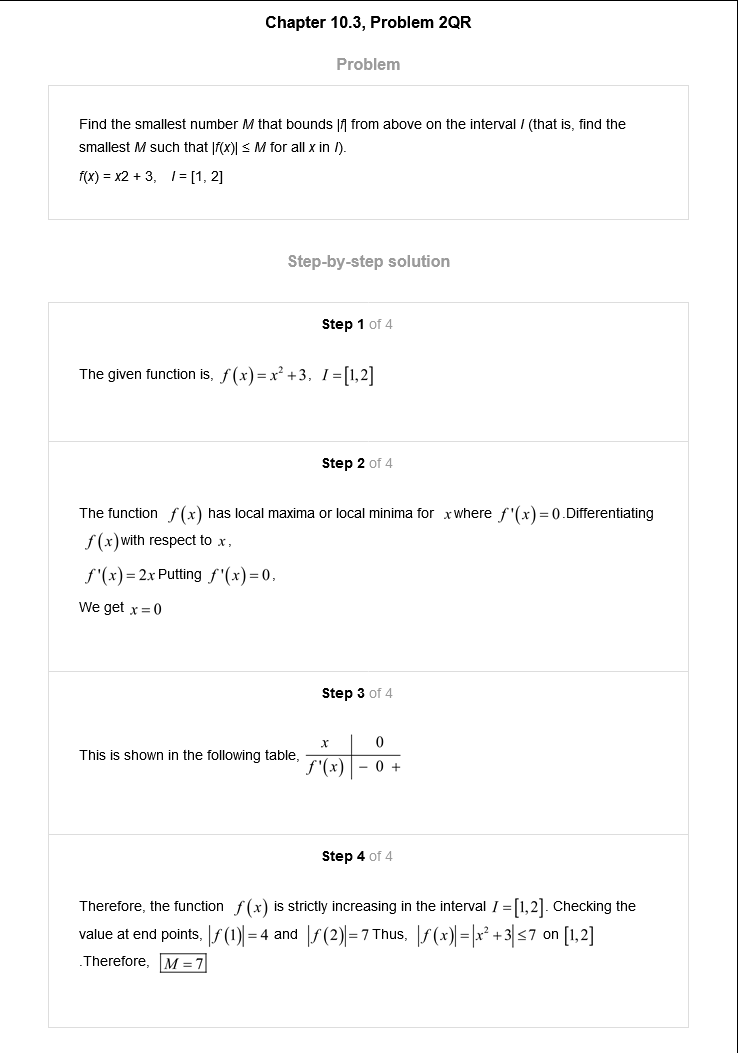 Chapter 10.3, Problem 2QR
Problem
Find the smallest number M that bounds |f| from above on the interval I (that is, find the
smallest M such that |f(x)| ≤ M for all x in I).
f(x) = x2 + 3, I = [1, 2]
Step-by-step solution
Step 1 of 4
The given function is, f(x) = x² + 3, I = [1,2]
Step 2 of 4
The function f(x) has local maxima or local minima for x where f'(x) = 0 .Differentiating
f(x) with respect to x,
f'(x) = 2x Putting f'(x) = 0,
We get x = 0
Step 3 of 4
x 0
This is shown in the following table,
f'(x) − 0 +
Step 4 of 4
Therefore, the function f(x) is strictly increasing in the interval I = [1,2]. Checking the
value at end points, |f(1)| = 4 and |f(2)| = 7 Thus, |f(x)| = |x² + 3| ≤ 7 on [1,2]
.Therefore, M = 7